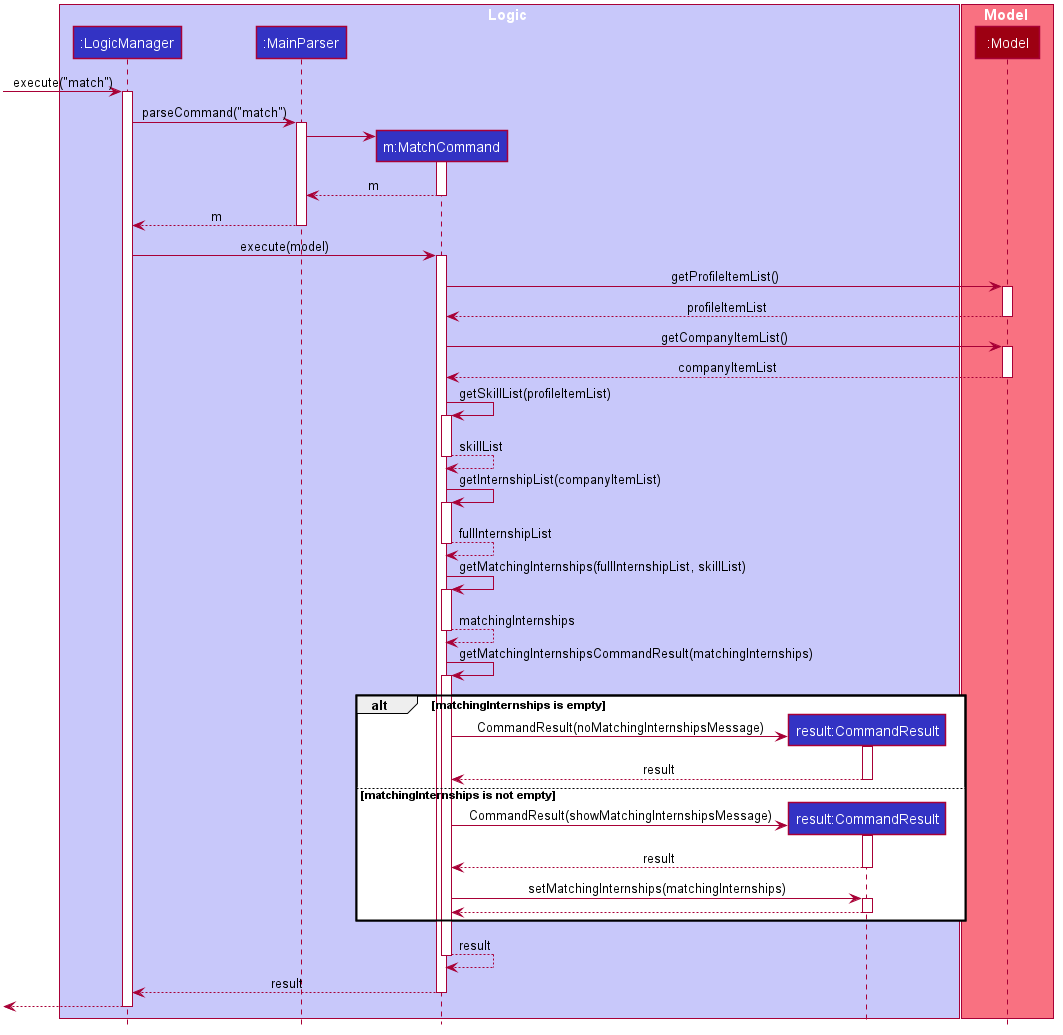 Logic
Model
:LogicManager
:MainParser
:Model
execute("match")
parseCommand("match")
m:MatchCommand
m
m
execute(model)
getProfileItemList()
profileItemList
getCompanyItemList()
companyItemList
getSkillList(profileItemList)
skillList
getInternshipList(companyItemList)
fullInternshipList
getMatchingInternships(fullInternshipList, skillList)
matchingInternships
getMatchingInternshipsCommandResult(matchingInternships)
alt
[matchingInternships is empty]
CommandResult(noMatchingInternshipsMessage)
result:CommandResult
result
[matchingInternships is not empty]
CommandResult(showMatchingInternshipsMessage)
result:CommandResult
result
setMatchingInternships(matchingInternships)
result
result